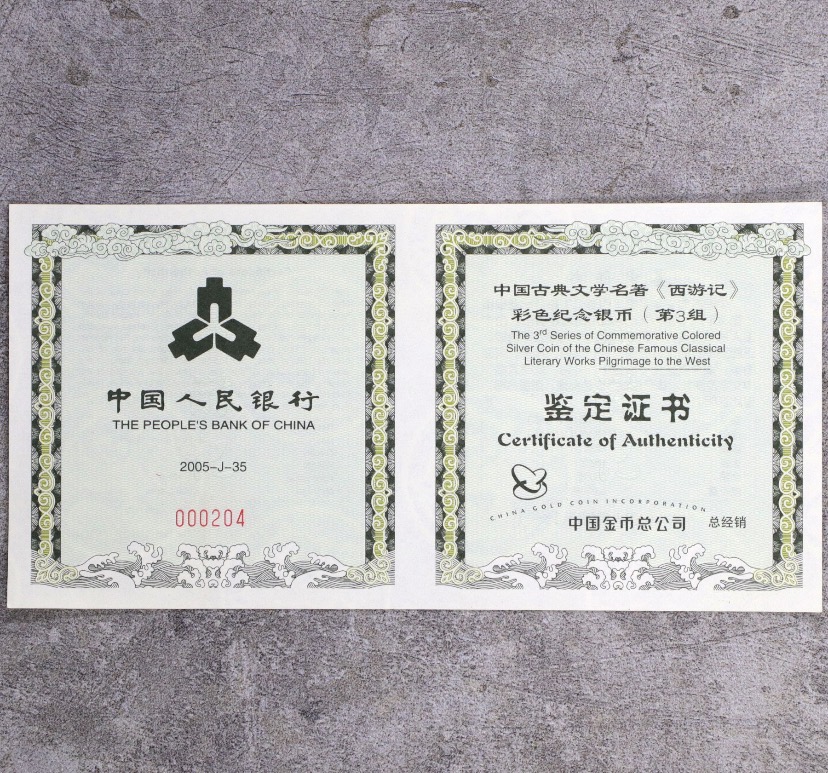 中国人民银行
THE PEOPLE'S BANK OF CHINA
2005-J-35
000204
中国古典文学名著《西游记》
彩色纪念银币（第3组）
The 3rd Series of Commemorative Colored
Silver Coin of the Chinese Famous Classical
Literary Works Pilgrimage to the West
鉴定证书
Certificate of Authenticity
CHINA GOLD COIN INCORPORATION
中国金币总公司 总经销